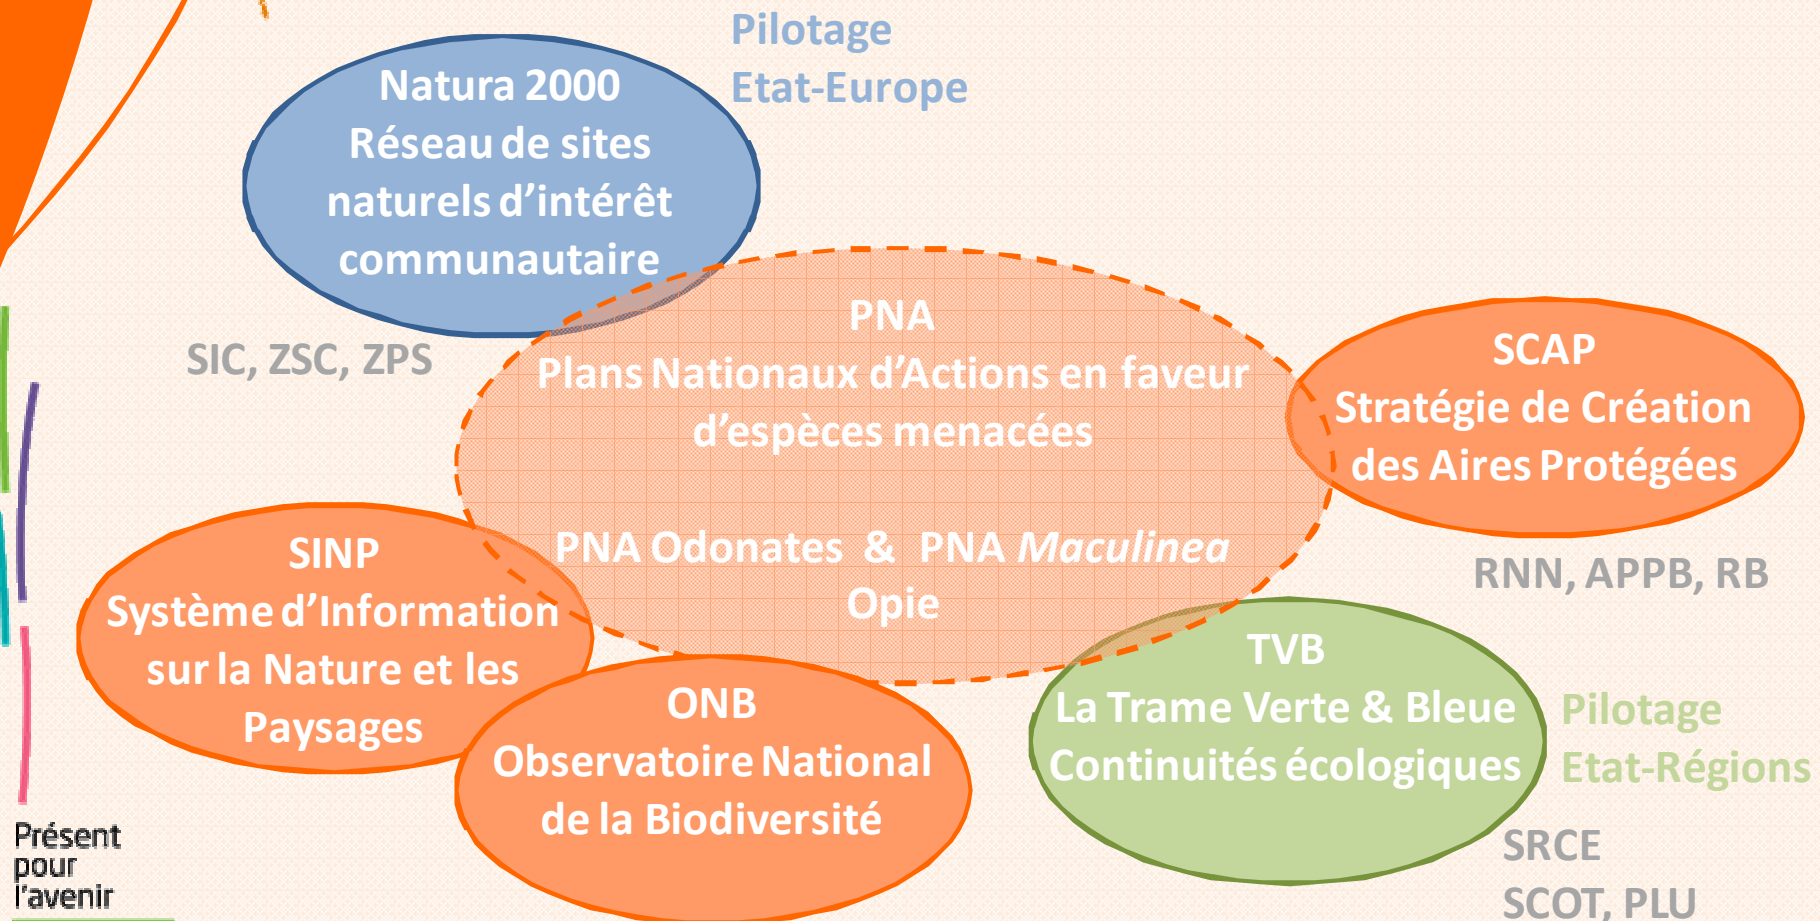 Pilotage
Etat-Europe
Natura 2000
Réseau de sites
naturels d’intérêt
communautaire
SIC, ZSC, ZPS
PNA
Plans Nationaux d’Actions en faveur
d’espèces menacées
PNA Odonates & PNA Maculinea
Opie
SCAP
Stratégie de Création
des Aires Protégées
RNN, APPB, RB
SINP
Système d’Information
sur la Nature et les
Paysages
ONB
Observatoire National
de la Biodiversité
TVB
La Trame Verte & Bleue
Continuités écologiques
Pilotage
Etat-Régions
SRCE
SCOT, PLU
Présent
pour
l’avenir